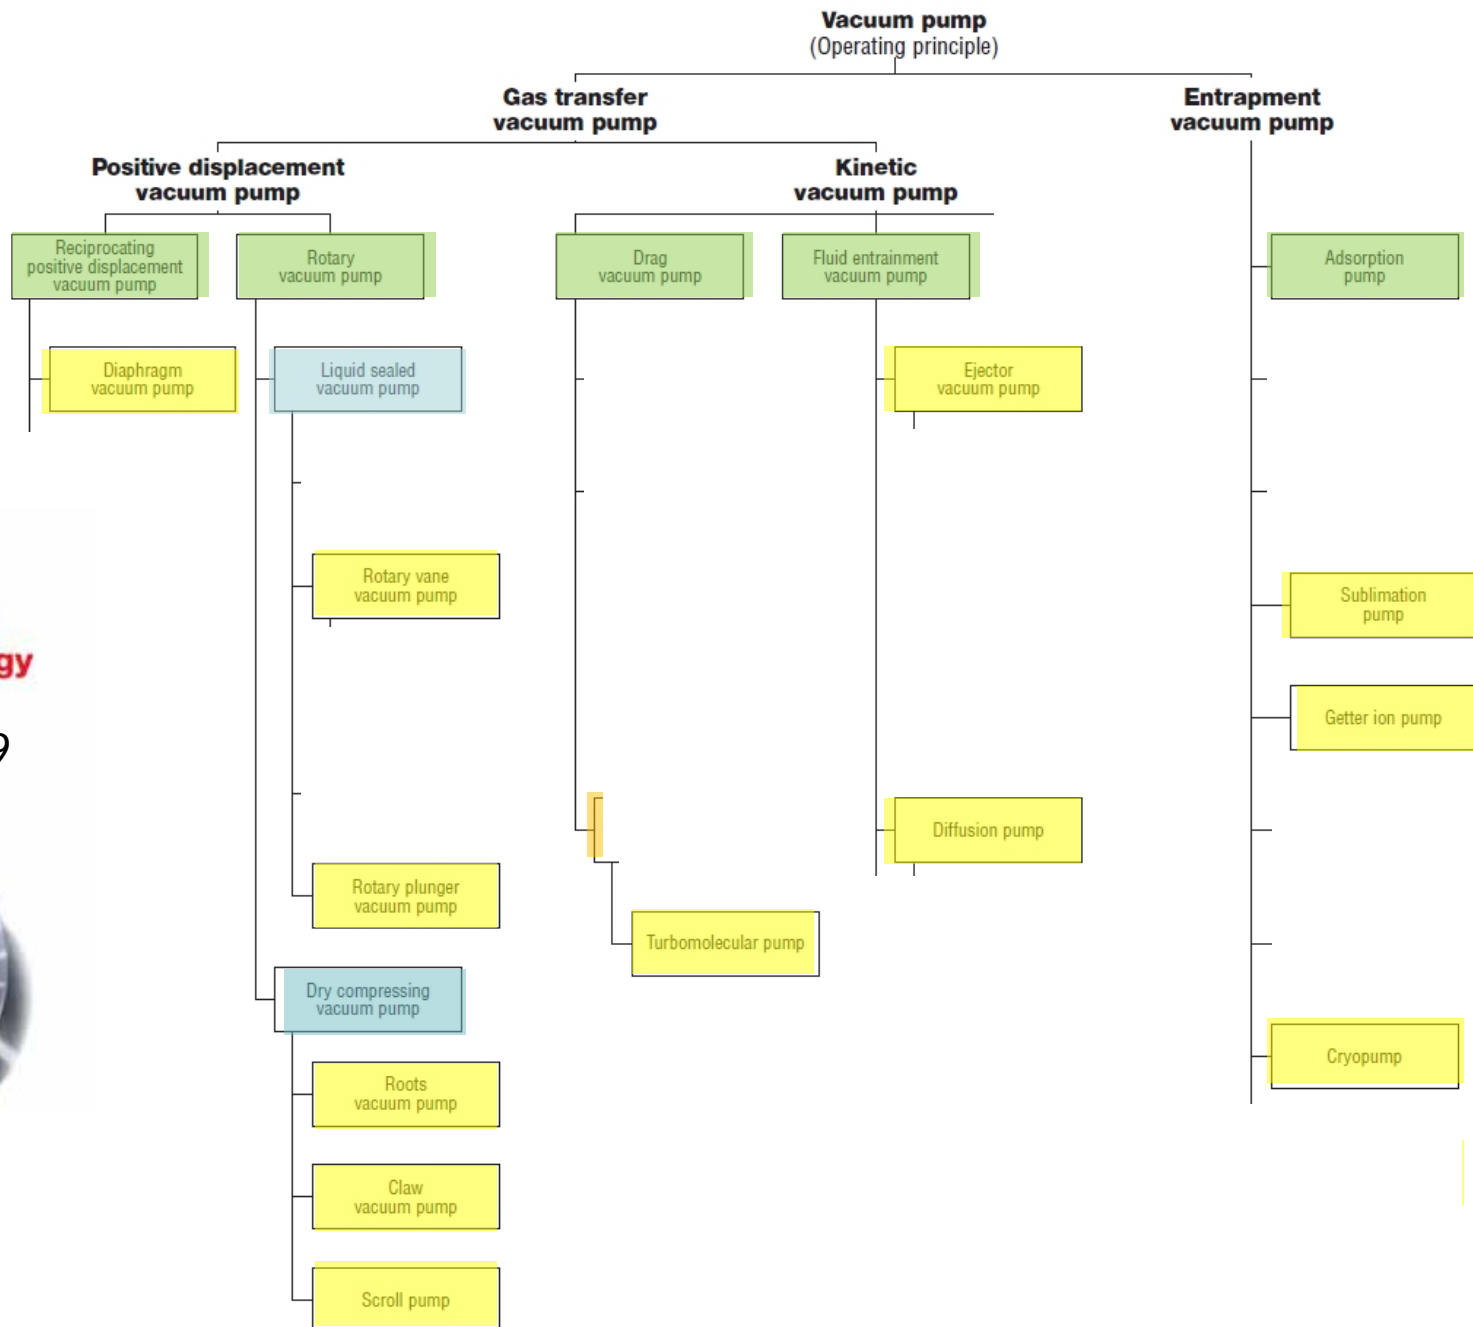 Vacuum pump
(Operating principle)
Gas transfer
vacuum pump
Entrapment
vacuum pump
Positive displacement
vacuum pump
Kinetic
vacuum pump
Reciprocating
positive displacement
vacuum pump
Rotary
vacuum pump
Drag
vacuum pump
Fluid entrainment
vacuum pump
Adsorption
pump
Diaphragm
vacuum pump
Liquid sealed
vacuum pump
Ejector
vacuum pump
Rotary vane
vacuum pump
Sublimation
pump
gy
Getter ion pump
9
Diffusion pump
Rotary plunger
vacuum pump
Turbomolecular pump
Dry compressing
vacuum pump
Cryopump
Roots
vacuum pump
Claw
vacuum pump
Scroll pump